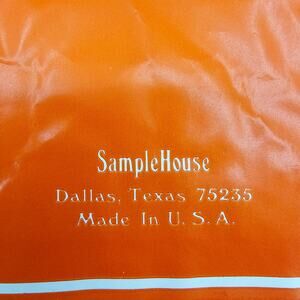 SampleHouse
Dallas, Texas 75235
Made In U. S. A.